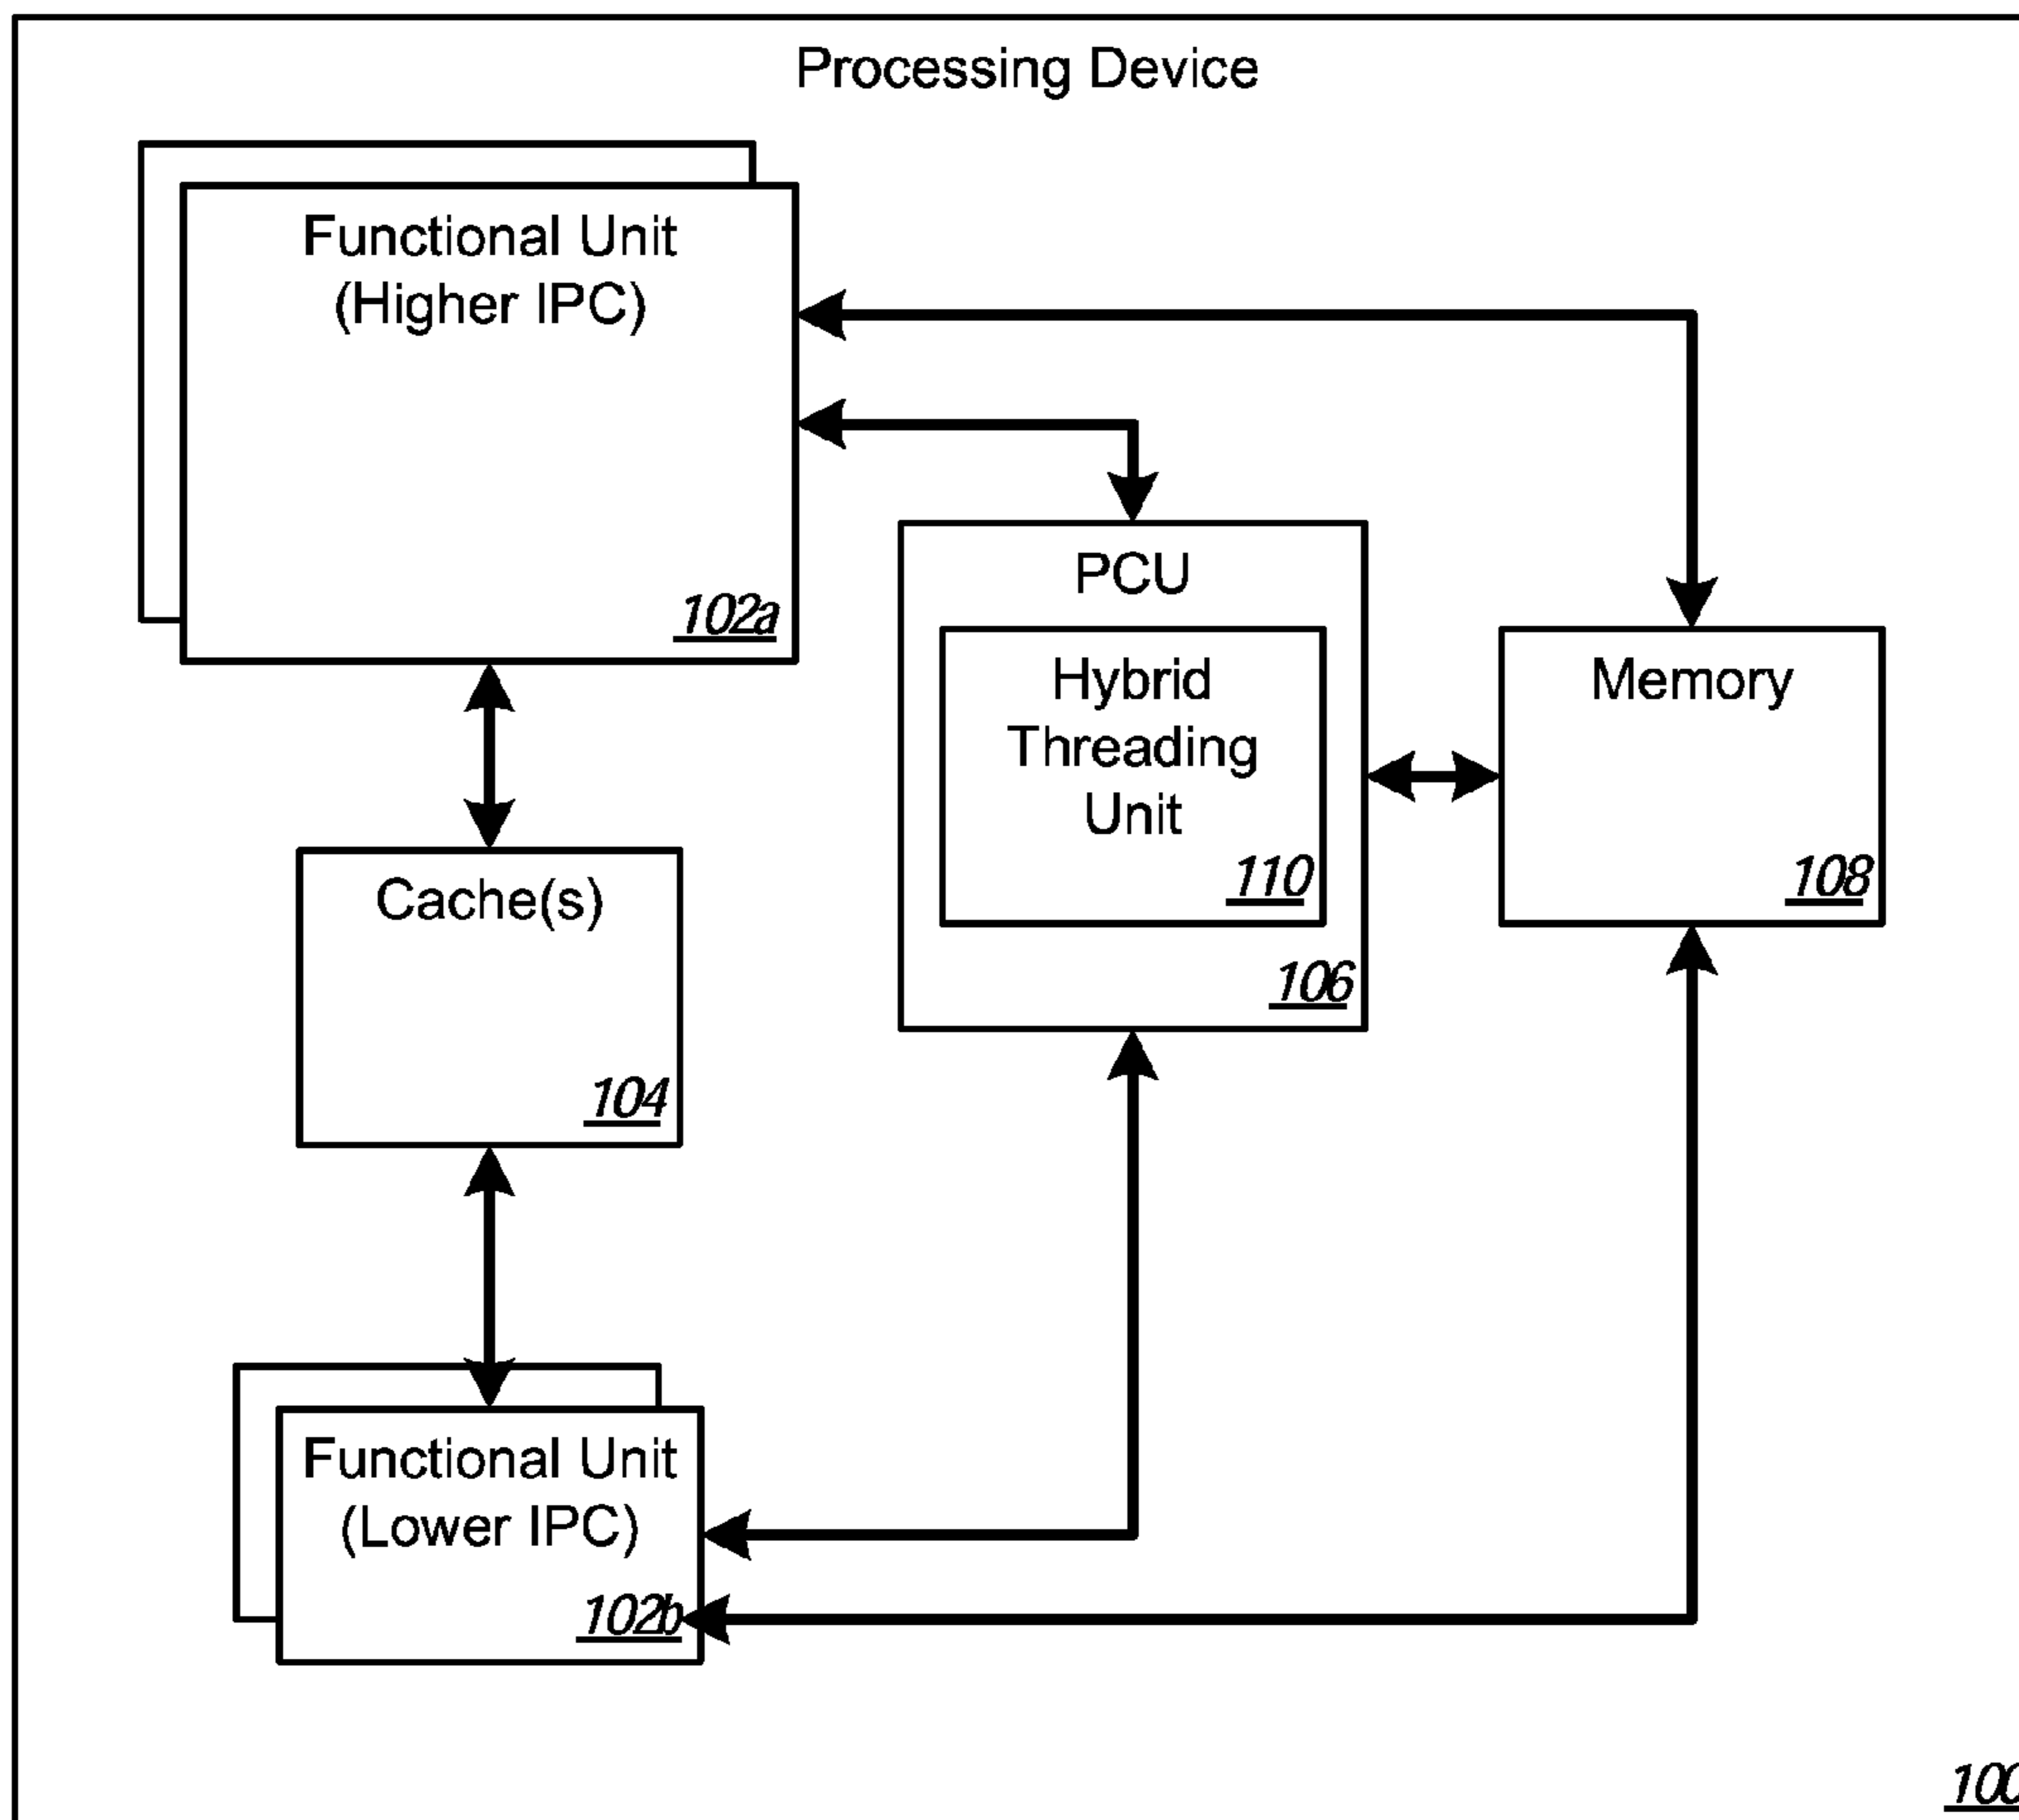 Processing Device
Functional Unit
(Higher IPC)
102a
PCU
Hybrid
Threading
Unit
110
106
Memory
108
Cache(s)
104
Functional Unit
(Lower IPC)
102b
100